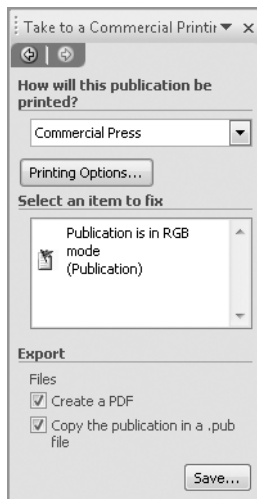 Take to a Commercial Printir
How will this publication be
printed?
Commercial Press
Printing Options...
Select an item to fix
Publication is in RGB
mode
(Publication)
Export
Files
Create a PDF
Copy the publication in a .pub
file
Save...